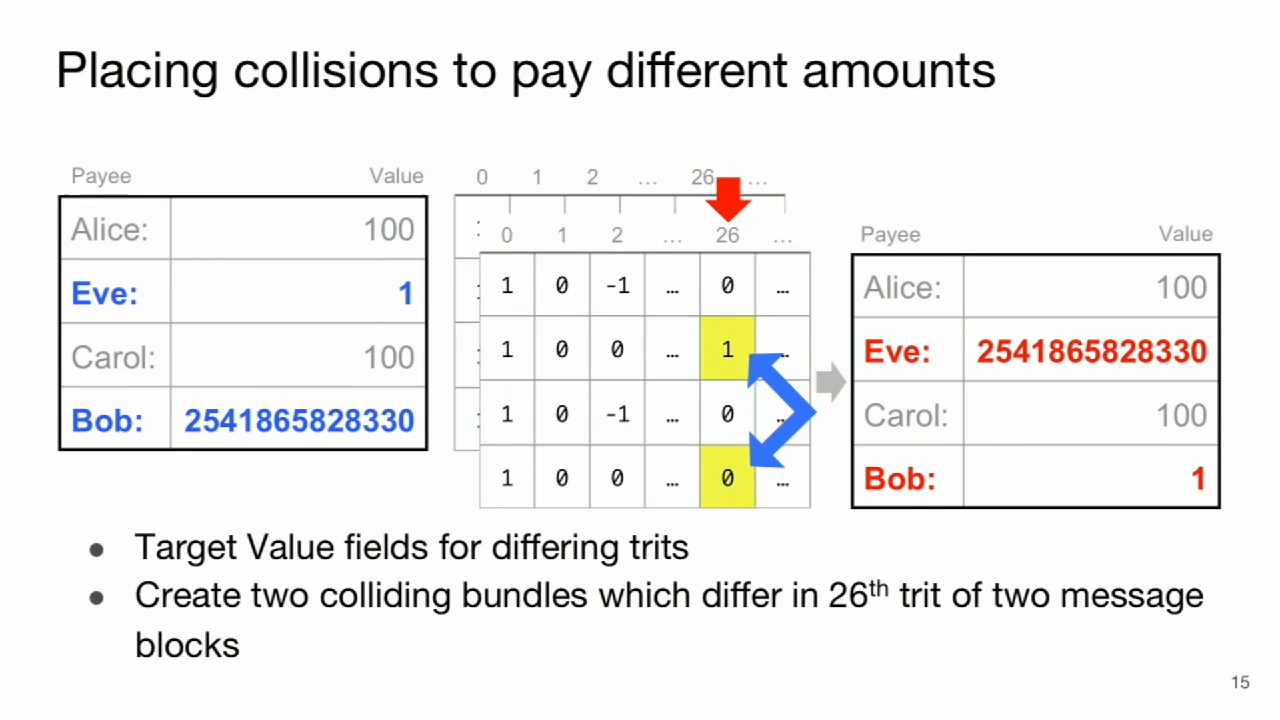 Placing collisions to pay different amounts
Payee Value
Alice: 100
Eve: 1
Carol: 100
Bob: 2541865828330
0 1 2 … 26 …
0 1 2 … 26 …
1 0 -1 … 0 …
1 0 0 … 1 …
1 0 -1 … 0 …
1 0 0 … 0 …
Payee Value
Alice: 100
Eve: 2541865828330
Carol: 100
Bob: 1
● Target Value fields for differing trits
● Create two colliding bundles which differ in 26th trit of two message
blocks
15